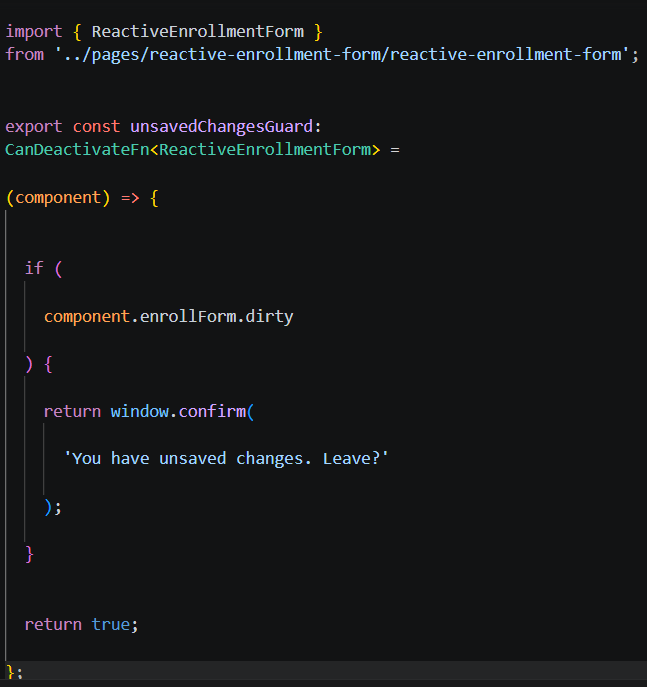 import { ReactiveEnrollmentForm }
from '../pages/reactive-enrollment-form/reactive-enrollment-form';
export const unsavedChangesGuard:
CanDeactivateFn<ReactiveEnrollmentForm> =
(component) => {
if (
component.enrollForm.dirty
) {
return window.confirm(
'You have unsaved changes. Leave?'
);
}
return true;
};